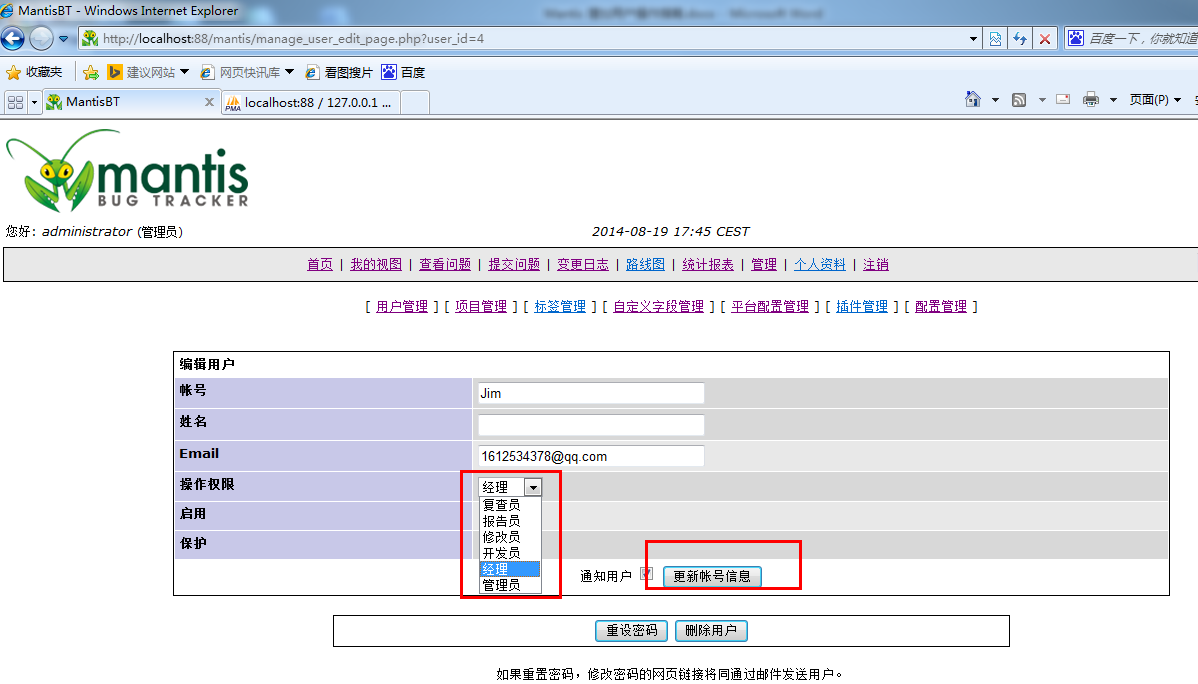 MantisBT - Windows Internet Explorer
http://localhost:88/mantis/manage_user_edit_page.php?user_id=4
百度一下，你就知道
收藏夹 建议网站 网页快讯库 看图搜片 百度
MantisBT X localhost:88 / 127.0.0.1 ... 页面(P)
mantis
BUG TRACKER
您好: administrator (管理员) 2014-08-19 17:45 CEST
首页 | 我的视图 | 查看问题 | 提交问题 | 变更日志 | 路线图 | 统计报表 | 管理 | 个人资料 | 注销
[ 用户管理 ] [ 项目管理 ] [ 标签管理 ] [ 自定义字段管理 ] [ 平台配置管理 ] [ 插件管理 ] [ 配置管理 ]
编辑用户
帐号 Jim
姓名
Email 1612534378@qq.com
操作权限 经理
复查员
启用 报告员
修改员
保护 开发员
经理
管理员
通知用户 更新帐号信息
重设密码 删除用户
如果重置密码，修改密码的网页链接将同通过邮件发送用户。